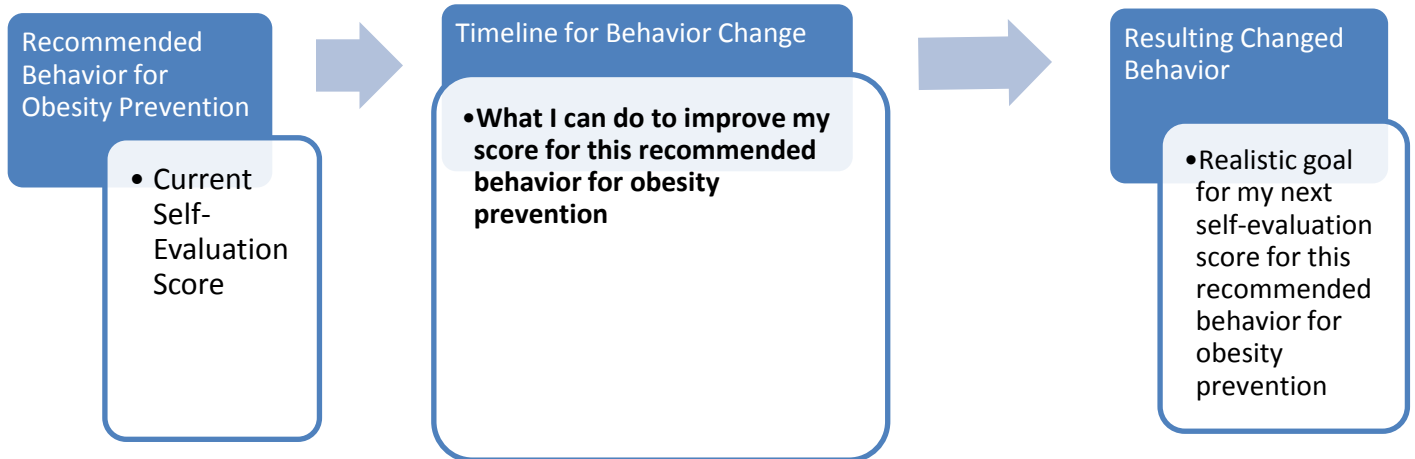 Recommended
Behavior for
Obesity Prevention
• Current
Self-
Evaluation
Score
Timeline for Behavior Change
•What I can do to improve my
score for this recommended
behavior for obesity
prevention
Resulting Changed
Behavior
•Realistic goal
for my next
self-evaluation
score for this
recommended
behavior for
obesity
prevention